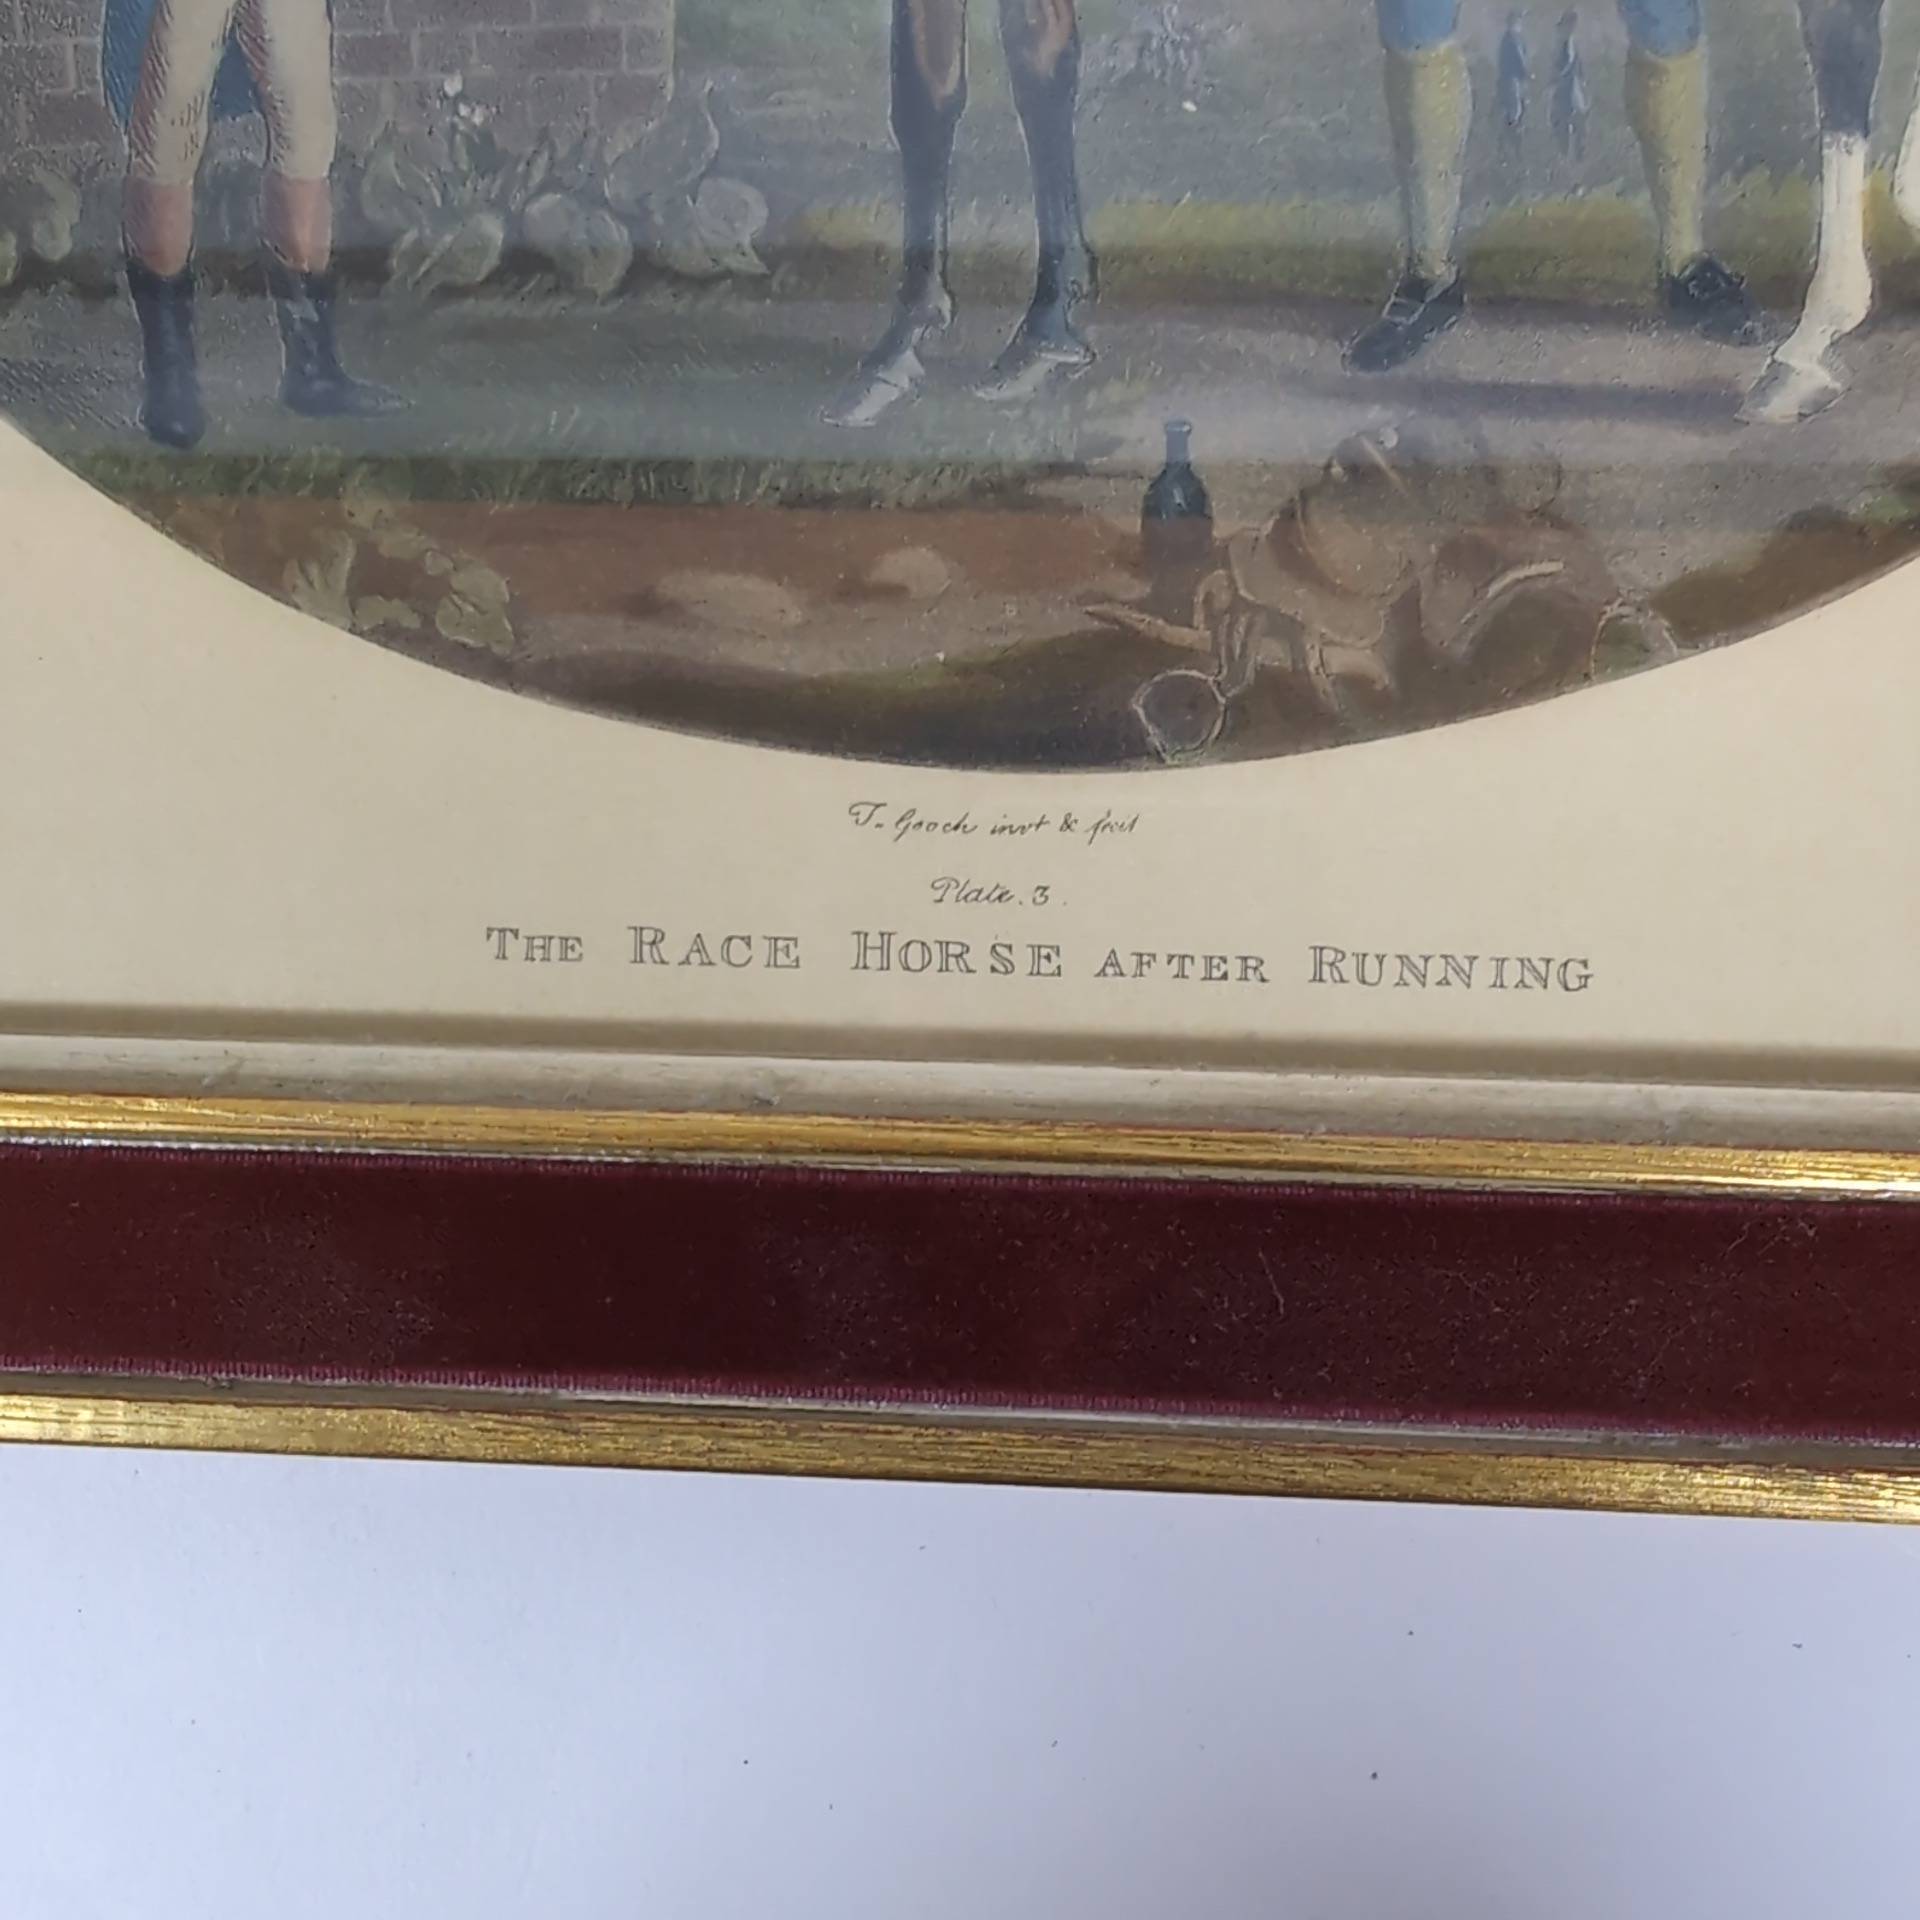 T. Gooch invt & fecit
Plate. 3.
THE RACE HORSE AFTER RUNNING